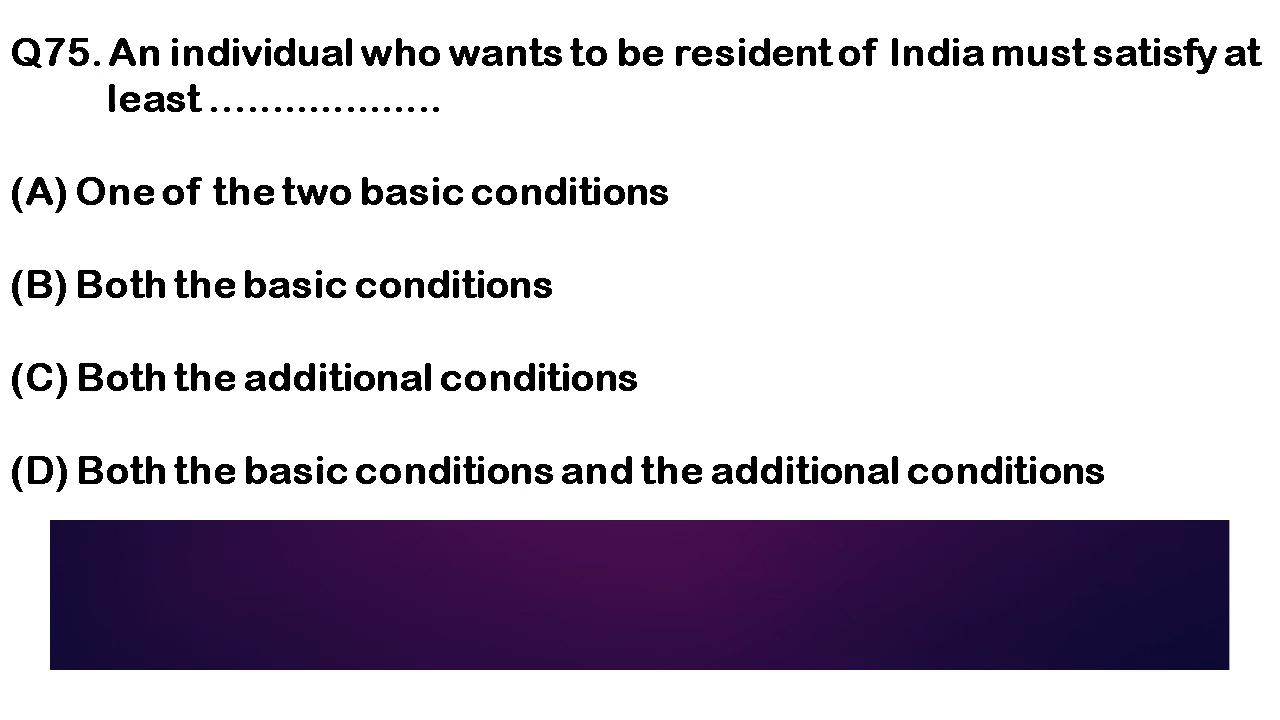 Q75. An individual who wants to be resident of India must satisfy at
least ...................
(A) One of the two basic conditions
(B) Both the basic conditions
(C) Both the additional conditions
(D) Both the basic conditions and the additional conditions